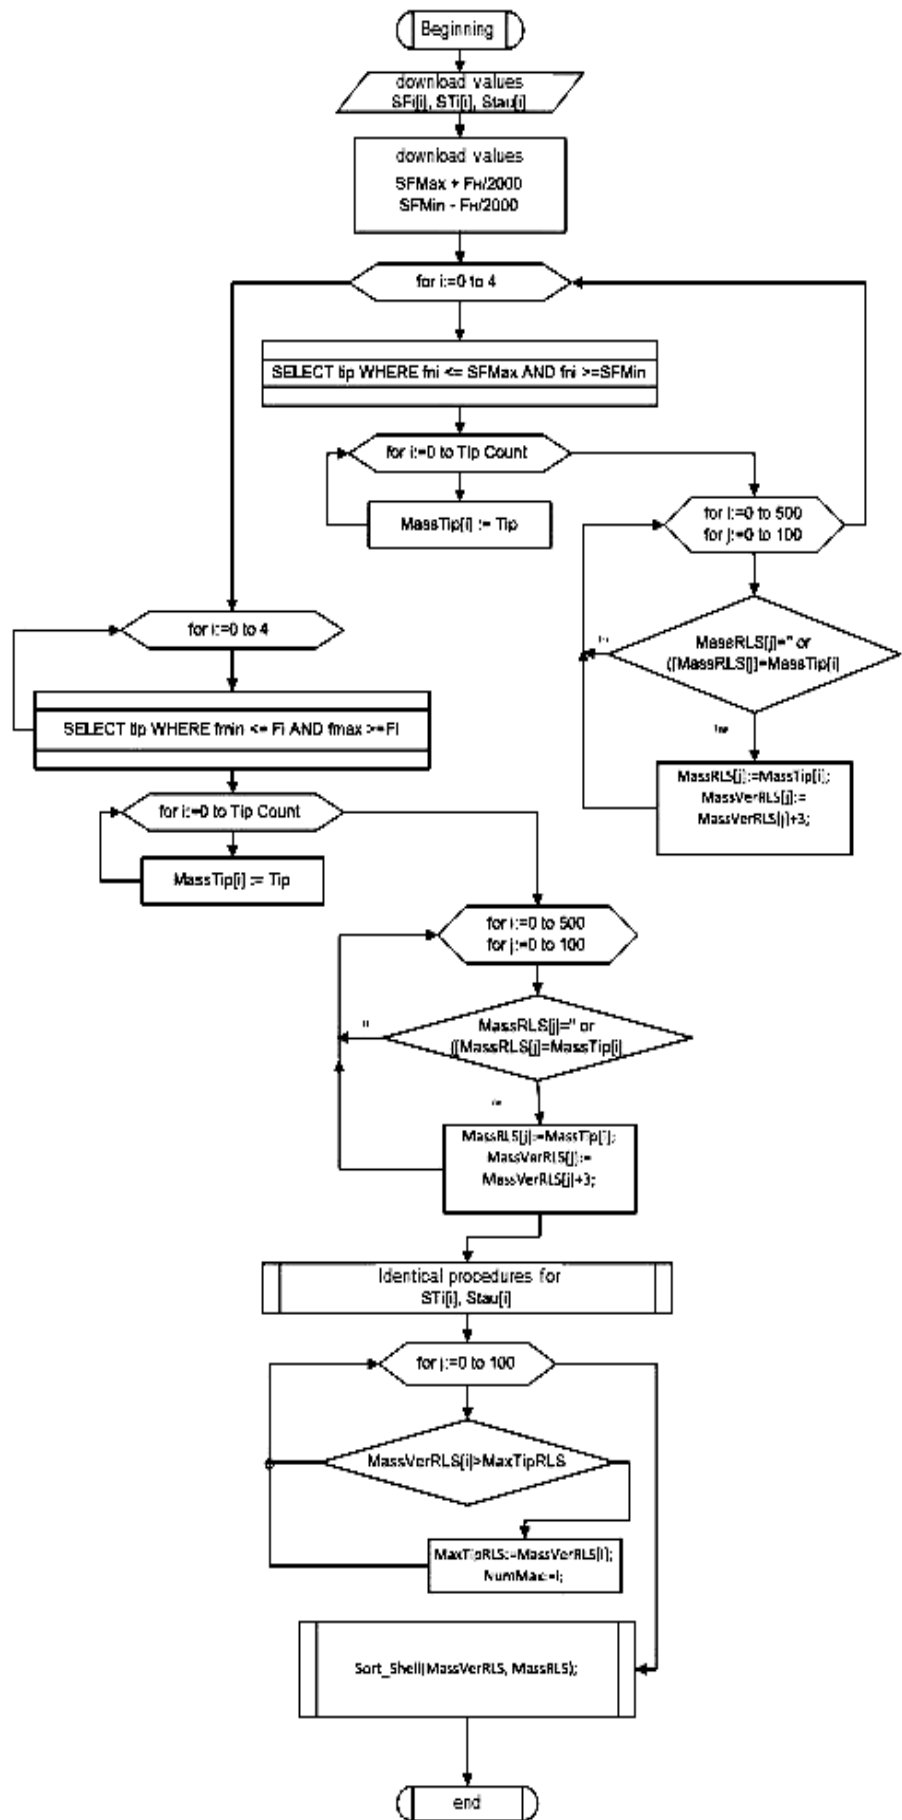 Beginning
download values
SFi[i], STi[i], Stau[i]
download values
SFMax + Fн/2000
SFMin - Fн/2000
for i:=0 to 4
SELECT tip WHERE fni <= SFMax AND fni >=SFMin
for i:=0 to Tip Count
MassTip[i] := Tip
for i:=0 to 500
for j:=0 to 100
MassRLS[j]='' or
([MassRLS[j]=MassTip[i]
MassRLS[j]:=MassTip[i];
MassVerRLS[j]:=
MassVerRLS[j]+3;
for i:=0 to 4
SELECT tip WHERE fmin <= Fi AND fmax >=Fi
for i:=0 to Tip Count
MassTip[i] := Tip
for i:=0 to 500
for j:=0 to 100
MassRLS[j]='' or
([MassRLS[j]=MassTip[i]
MassRLS[j]:=MassTip[i];
MassVerRLS[j]:=
MassVerRLS[j]+3;
Identical procedures for
STi[i], Stau[i]
for j:=0 to 100
MassVerRLS[i]>MaxTipRLS
MaxTipRLS:=MassVerRLS[i];
NumMax:=i;
Sort_Shell(MassVerRLS, MassRLS);
end